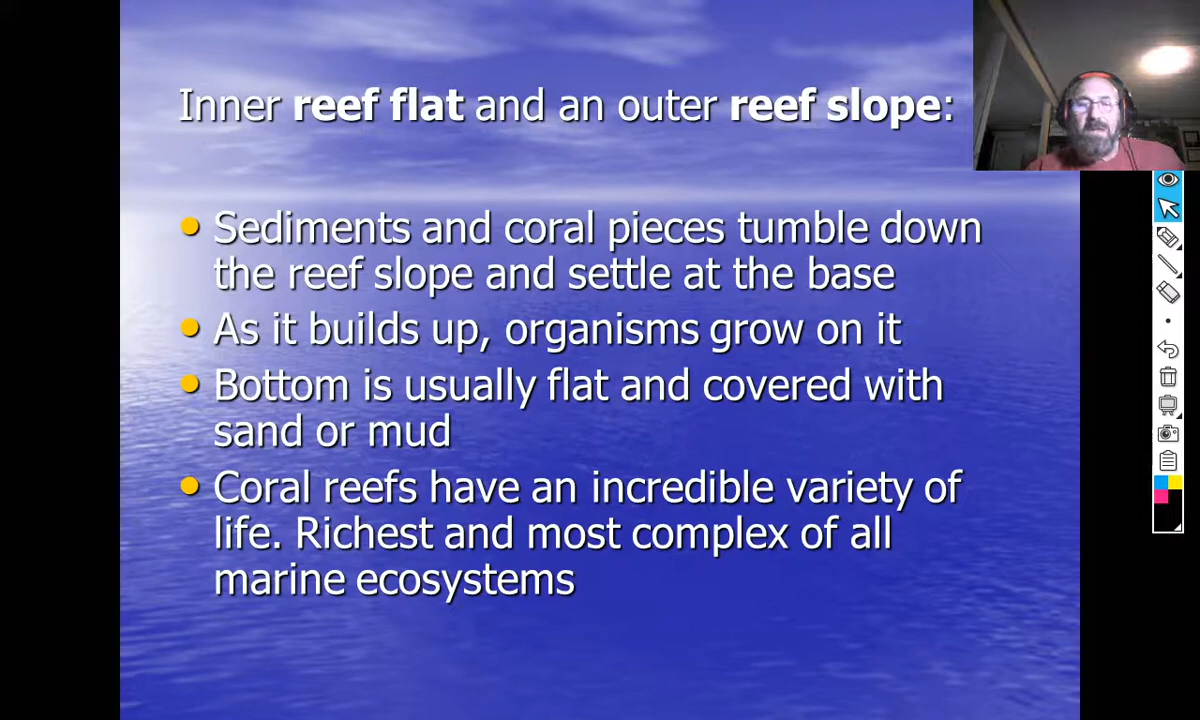 Inner reef flat and an outer reef slope:
Sediments and coral pieces tumble down
the reef slope and settle at the base
As it builds up, organisms grow on it
Bottom is usually flat and covered with
sand or mud
Coral reefs have an incredible variety of
life. Richest and most complex of all
marine ecosystems